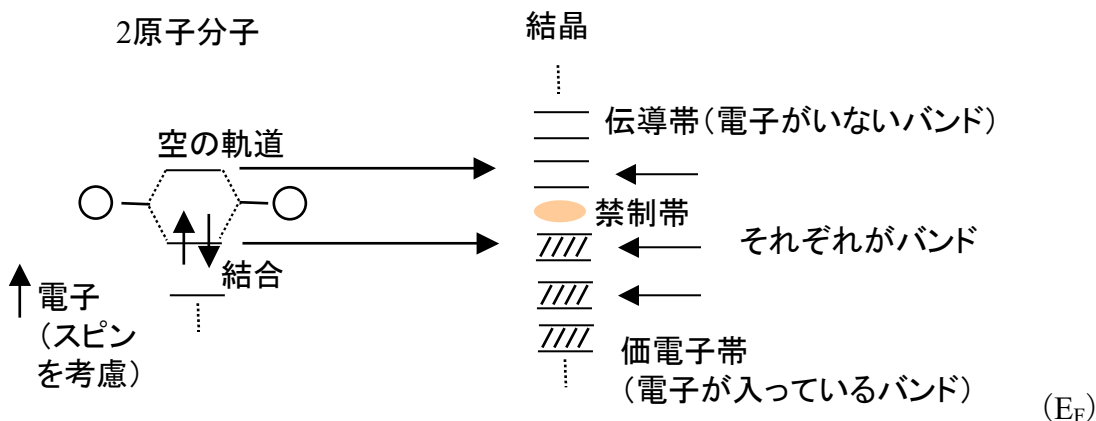 2原子分子
結晶
伝導帯(電子がいないバンド)
空の軌道
禁制帯
それぞれがバンド
結合
電子
(スピン
を考慮)
価電子帯
(電子が入っているバンド)
(EF)